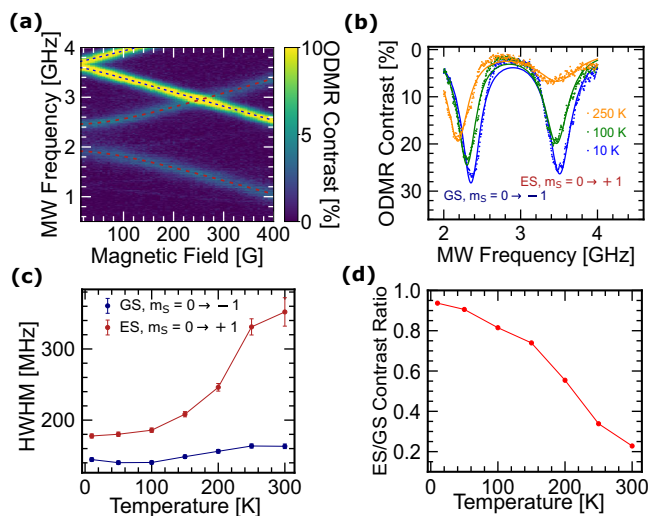 (a)
4
3
2
1
MW Frequency [GHz]
100 200 300 400
Magnetic Field [G]
10
5
0
ODMR Contrast [%]
(b)
0
10
20
30
ODMR Contrast [%]
250 K
100 K
10 K
ES, mS = 0 → + 1
GS, mS = 0 → − 1
2 3 4
MW Frequency [GHz]
(c)
GS, mS = 0 → − 1
ES, mS = 0 → + 1
360
270
180
HWHM [MHz]
0 100 200 300
Temperature [K]
(d)
1.0
0.8
0.6
0.4
0.2
ES/GS Contrast Ratio
0 100 200 300
Temperature [K]